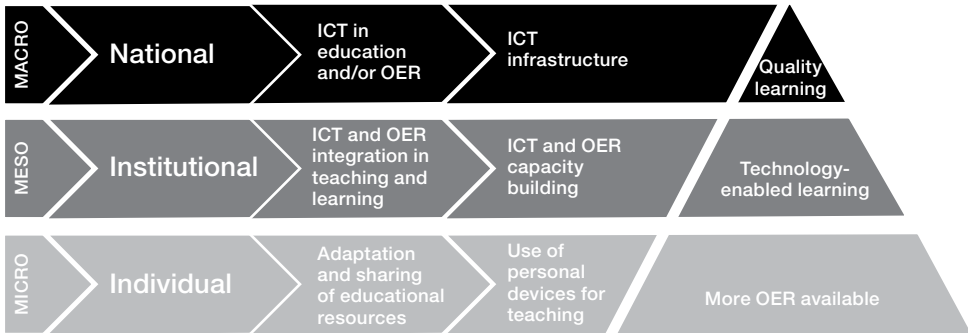 MACRO
National
ICT in
education
and/or OER
ICT
infrastructure
Quality
learning
MESO
Institutional
ICT and OER
integration in
teaching and
learning
ICT and OER
capacity
building
Technology-
enabled learning
MICRO
Individual
Adaptation
and sharing
of educational
resources
Use of
personal
devices for
teaching
More OER available